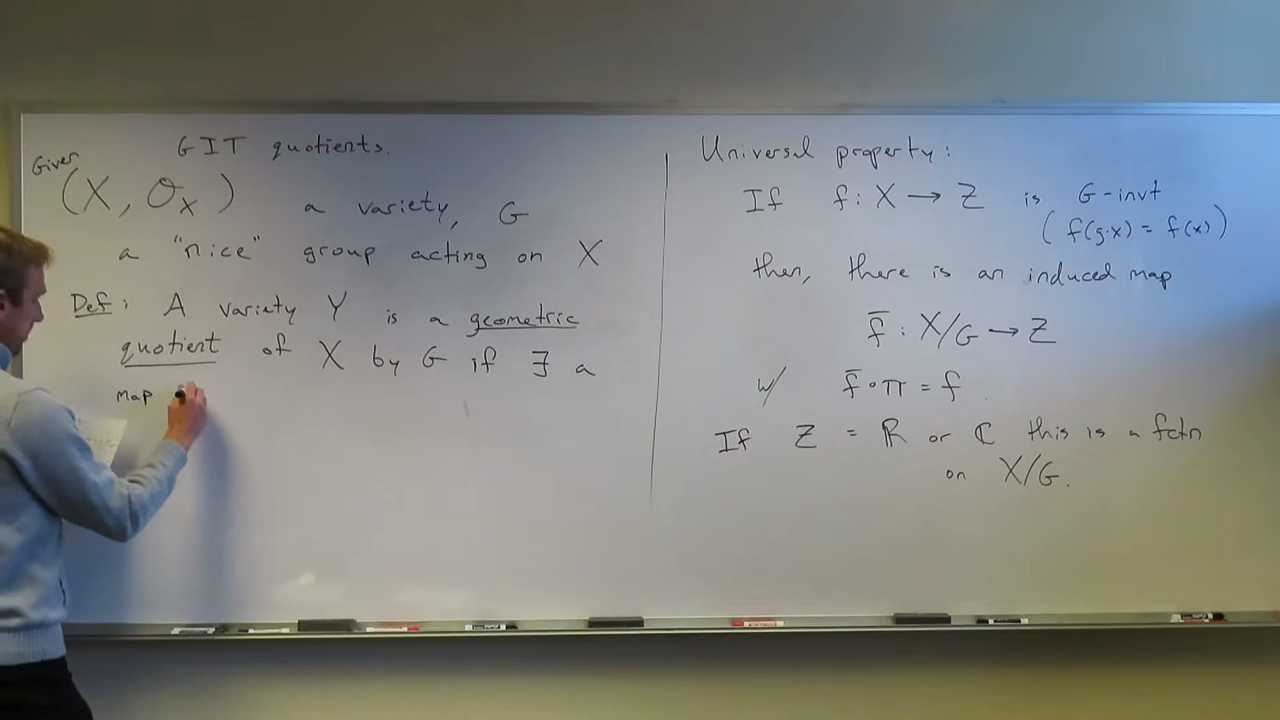 GIT quotients.
Given
(X, O_X) a variety, G
a "nice" group acting on X
Def: A variety Y is a geometric
quotient of X by G if ∃ a
map
Universal property:
If f: X → Z is G-invt
(f(g·x) = f(x))
then, there is an induced map
f̄ : X/G → Z
w/ f̄ ∘ π = f
If Z = ℝ or ℂ this is a fctn
on X/G.